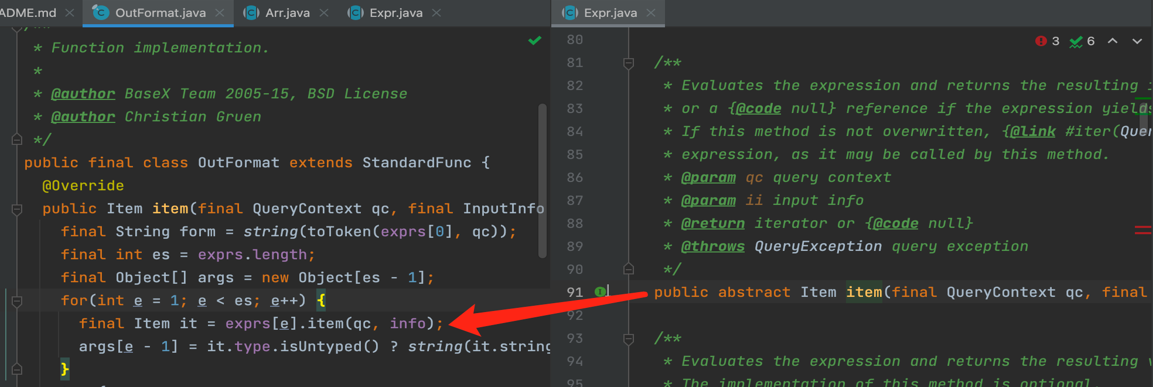 ADME.md × OutFormat.java × Arr.java × Expr.java ×
/**
* Function implementation.
*
* @author BaseX Team 2005-15, BSD License
* @author Christian Gruen
*/
public final class OutFormat extends StandardFunc {
@Override
public Item item(final QueryContext qc, final InputInfo
final String form = string(toToken(exprs[0], qc));
final int es = exprs.length;
final Object[] args = new Object[es - 1];
for(int e = 1; e < es; e++) {
final Item it = exprs[e].item(qc, info);
args[e - 1] = it.type.isUntyped() ? string(it.string
}
Expr.java ×
3 6
80
81 /**
82 * Evaluates the expression and returns the resulting i
83 * or a {@code null} reference if the expression yields
84 * If this method is not overwritten, {@link #iter(Quer
85 * expression, as it may be called by this method.
86 * @param qc query context
87 * @param ii input info
88 * @return iterator or {@code null}
89 * @throws QueryException query exception
90 */
91 public abstract Item item(final QueryContext qc, final
92
93 /**
94 * Evaluates the expression and returns the resulting v
95 * The implementation of this method is optional